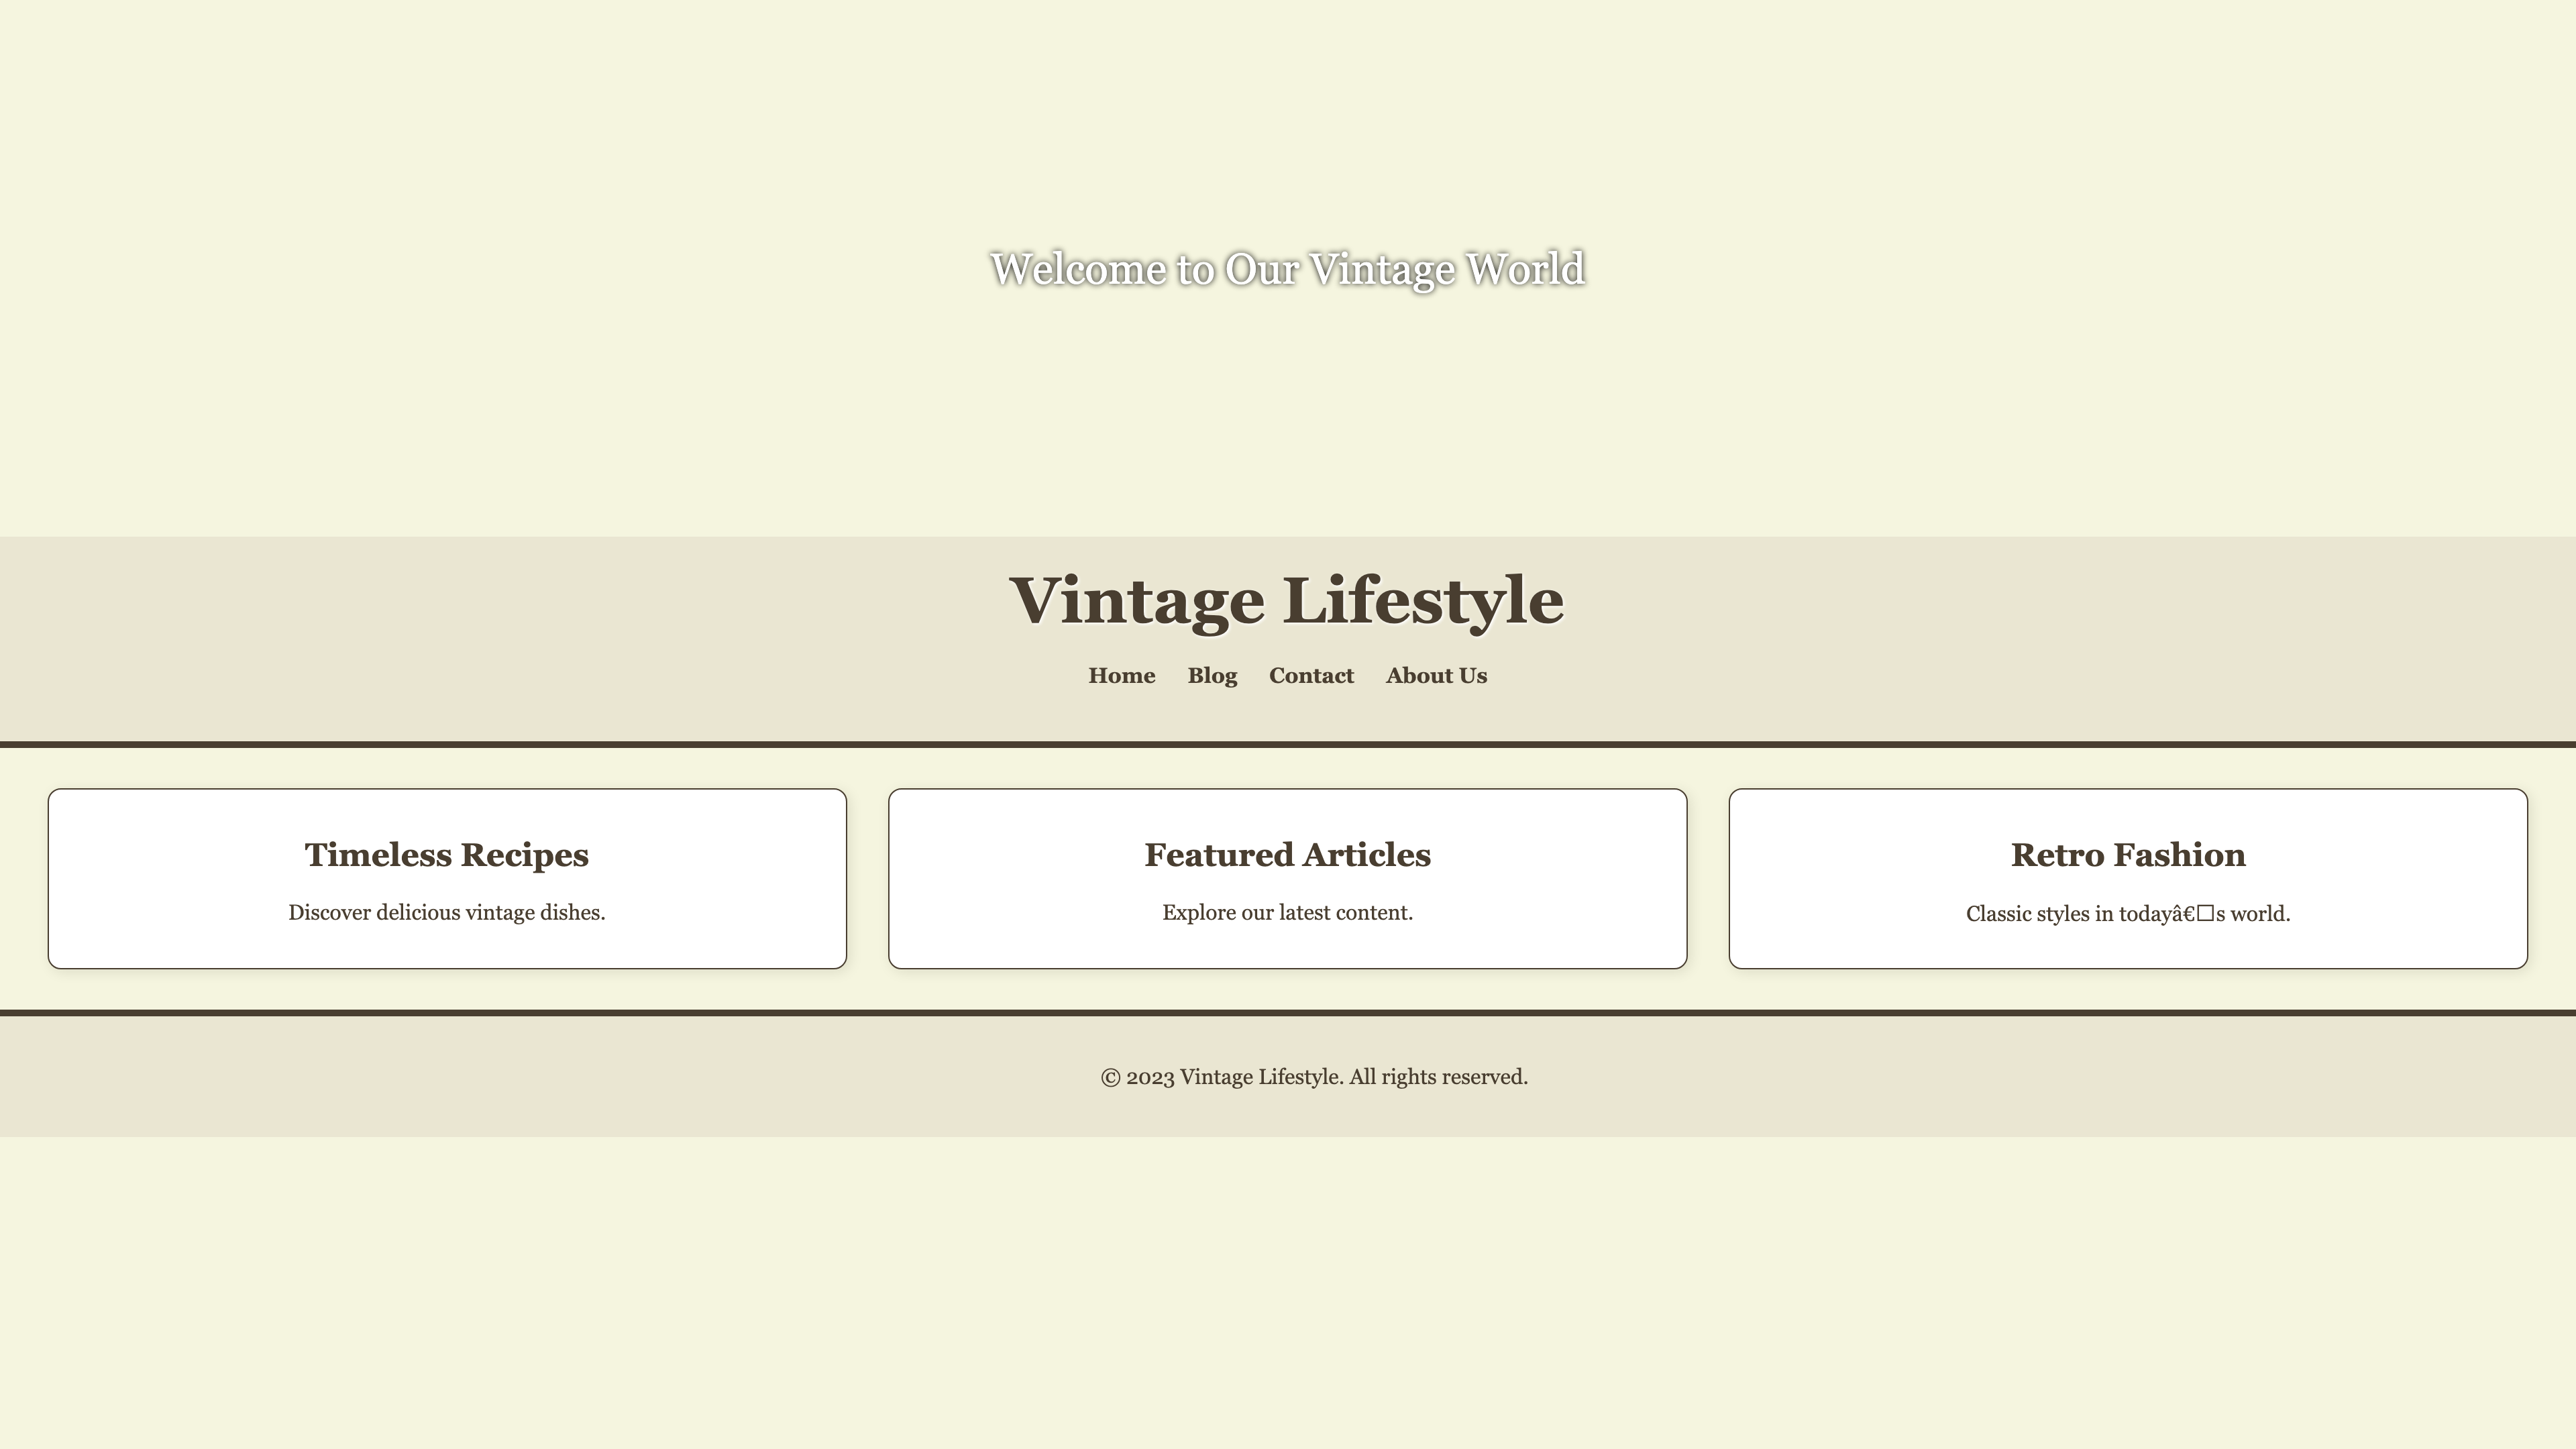 Welcome to Our Vintage World
Vintage Lifestyle
Home Blog Contact About Us
Timeless Recipes
Discover delicious vintage dishes.
Featured Articles
Explore our latest content.
Retro Fashion
Classic styles in todayâ€□s world.
© 2023 Vintage Lifestyle. All rights reserved.